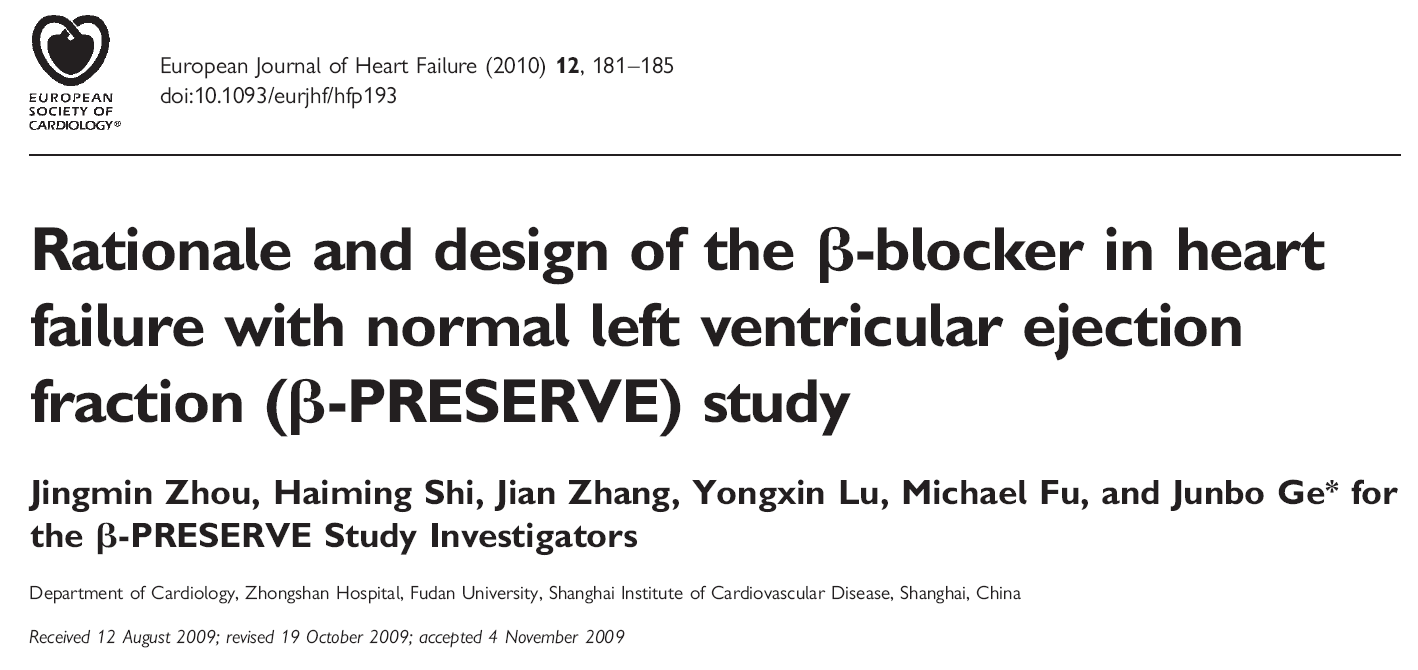 EUROPEAN
SOCIETY OF
CARDIOLOGY®
European Journal of Heart Failure (2010) 12, 181–185
doi:10.1093/eurjhf/hfp193
Rationale and design of the β-blocker in heart
failure with normal left ventricular ejection
fraction (β-PRESERVE) study
Jingmin Zhou, Haiming Shi, Jian Zhang, Yongxin Lu, Michael Fu, and Junbo Ge* for
the β-PRESERVE Study Investigators
Department of Cardiology, Zhongshan Hospital, Fudan University, Shanghai Institute of Cardiovascular Disease, Shanghai, China
Received 12 August 2009; revised 19 October 2009; accepted 4 November 2009